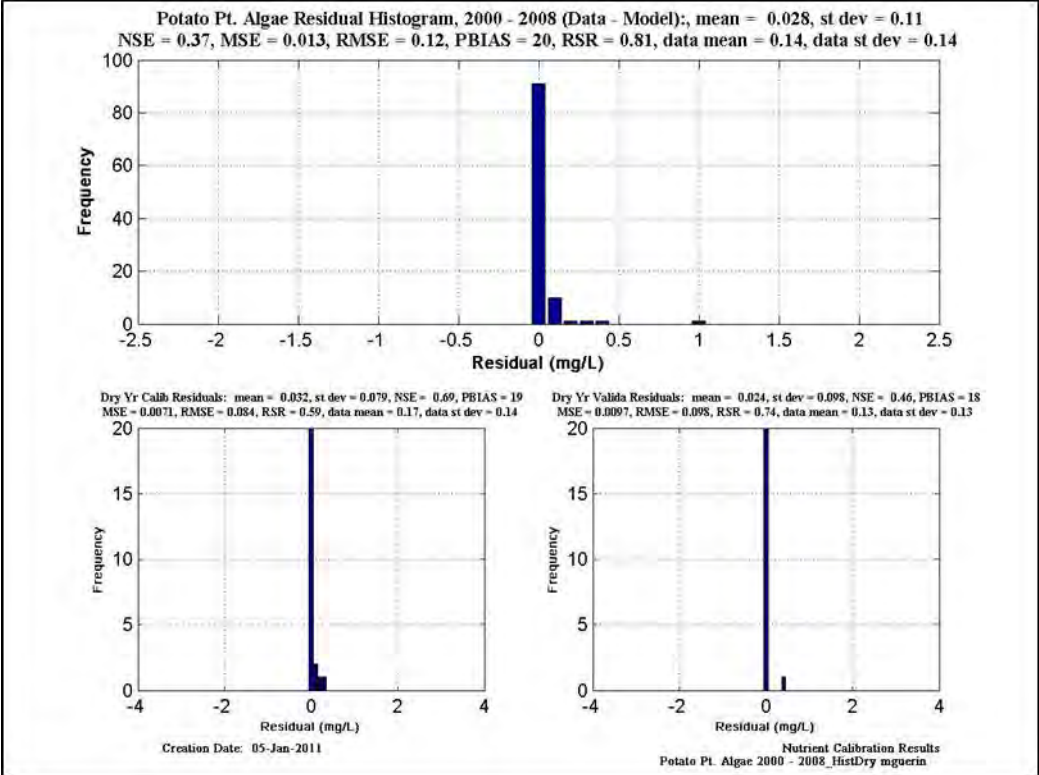 Potato Pt. Algae Residual Histogram, 2000 - 2008 (Data - Model):, mean = 0.028, st dev = 0.11
NSE = 0.37, MSE = 0.013, RMSE = 0.12, PBIAS = 20, RSR = 0.81, data mean = 0.14, data st dev = 0.14
100
80
60
40
20
0
Frequency
-2.5 -2 -1.5 -1 -0.5 0 0.5 1 1.5 2 2.5
Residual (mg/L)
Dry Yr Calib Residuals: mean = 0.032, st dev = 0.079, NSE = 0.69, PBIAS = 19
MSE = 0.0071, RMSE = 0.084, RSR = 0.59, data mean = 0.17, data st dev = 0.14
20
15
10
5
0
Frequency
-4 -2 0 2 4
Residual (mg/L)
Dry Yr Valida Residuals: mean = 0.024, st dev = 0.098, NSE = 0.46, PBIAS = 18
MSE = 0.0097, RMSE = 0.098, RSR = 0.74, data mean = 0.13, data st dev = 0.13
20
15
10
5
0
Frequency
-4 -2 0 2 4
Residual (mg/L)
Creation Date: 05-Jan-2011
Nutrient Calibration Results
Potato Pt. Algae 2000 - 2008_HistDry mguerin